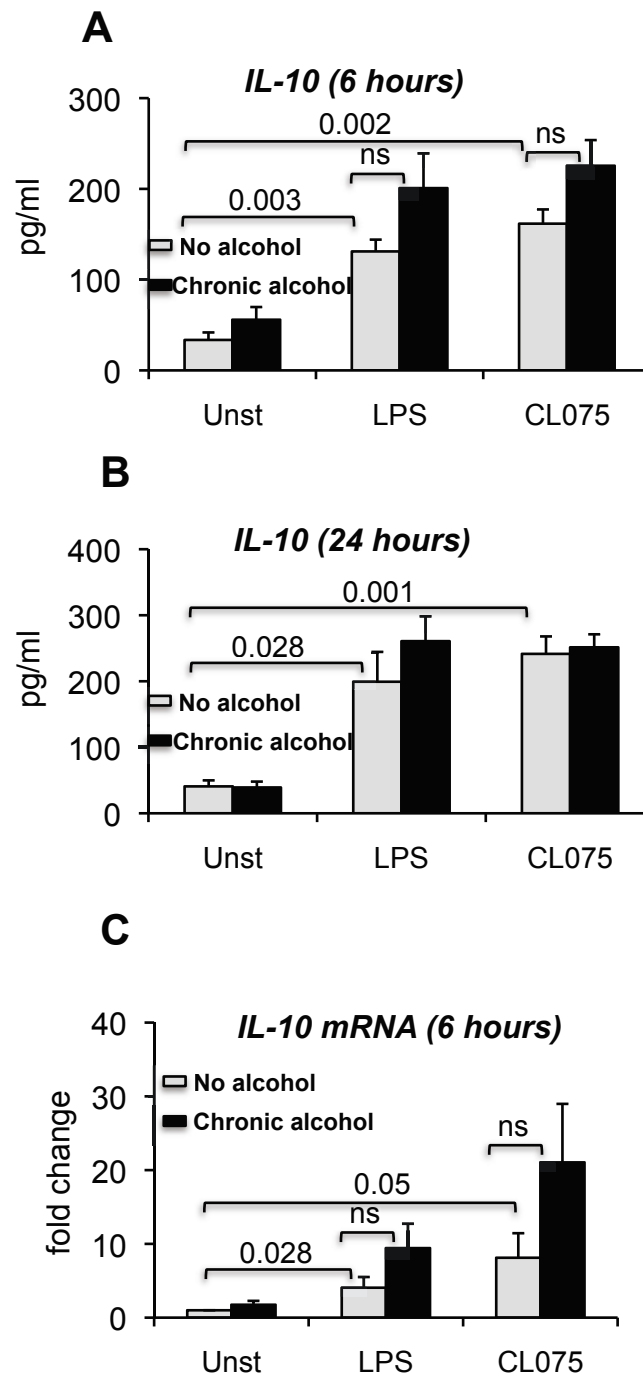 A
IL-10 (6 hours)
300
200
100
0
pg/ml
0.002
ns
ns
0.003
No alcohol
Chronic alcohol
Unst LPS CL075
B
IL-10 (24 hours)
400
300
200
100
0
pg/ml
0.001
0.028
No alcohol
Chronic alcohol
Unst LPS CL075
C
IL-10 mRNA (6 hours)
40
30
20
10
0
fold change
No alcohol
Chronic alcohol
ns
0.05
ns
0.028
Unst LPS CL075